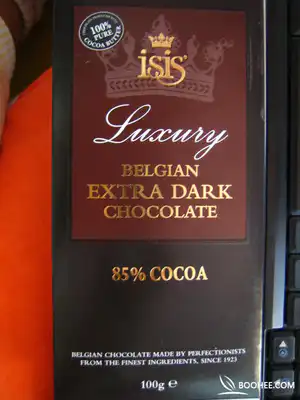 100%
PURE
COCOA BUTTER
isis
Luxury
BELGIAN
EXTRA DARK
CHOCOLATE
85% COCOA
BELGIAN CHOCOLATE MADE BY PERFECTIONISTS
FROM THE FINEST INGREDIENTS, SINCE 1923
100g e
BOOHEE.COM